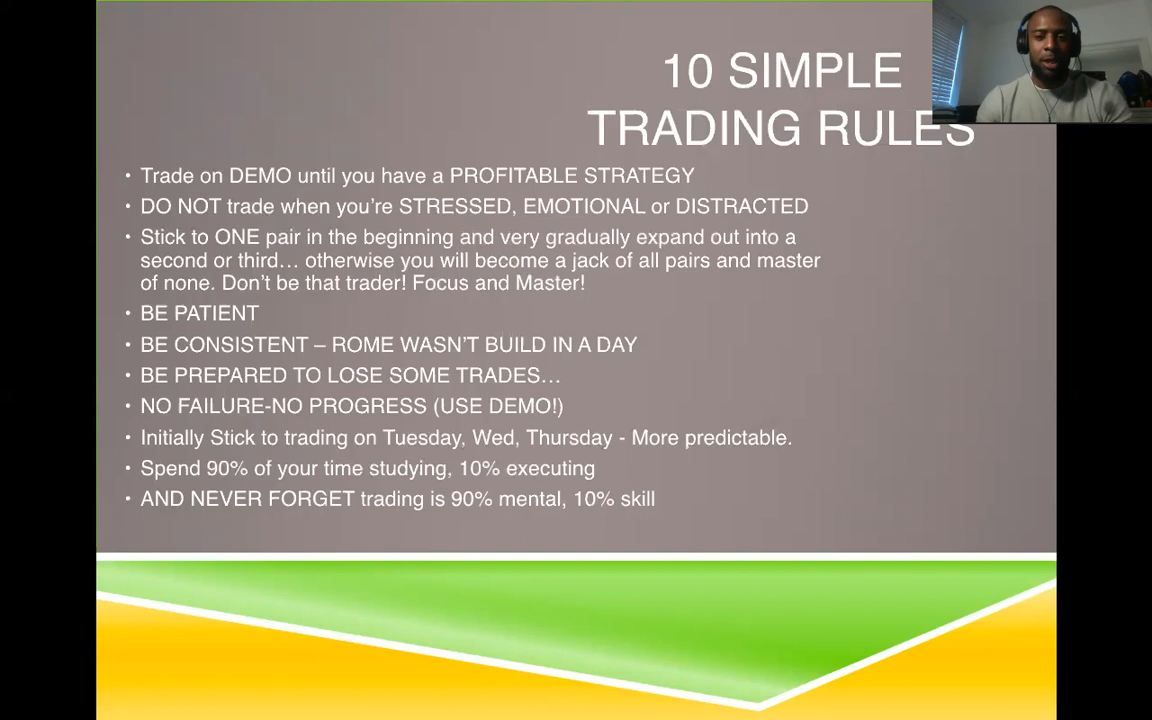 10 SIMPLE
TRADING RULES
• Trade on DEMO until you have a PROFITABLE STRATEGY
• DO NOT trade when you’re STRESSED, EMOTIONAL or DISTRACTED
• Stick to ONE pair in the beginning and very gradually expand out into a
second or third… otherwise you will become a jack of all pairs and master
of none. Don’t be that trader! Focus and Master!
• BE PATIENT
• BE CONSISTENT – ROME WASN’T BUILD IN A DAY
• BE PREPARED TO LOSE SOME TRADES…
• NO FAILURE-NO PROGRESS (USE DEMO!)
• Initially Stick to trading on Tuesday, Wed, Thursday - More predictable.
• Spend 90% of your time studying, 10% executing
• AND NEVER FORGET trading is 90% mental, 10% skill